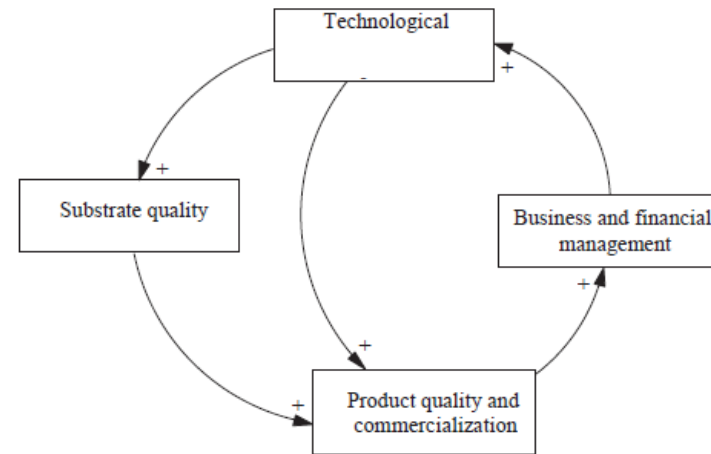 Technological
-
+
+
Substrate quality
Business and financial
management
+
+
+
Product quality and
commercialization